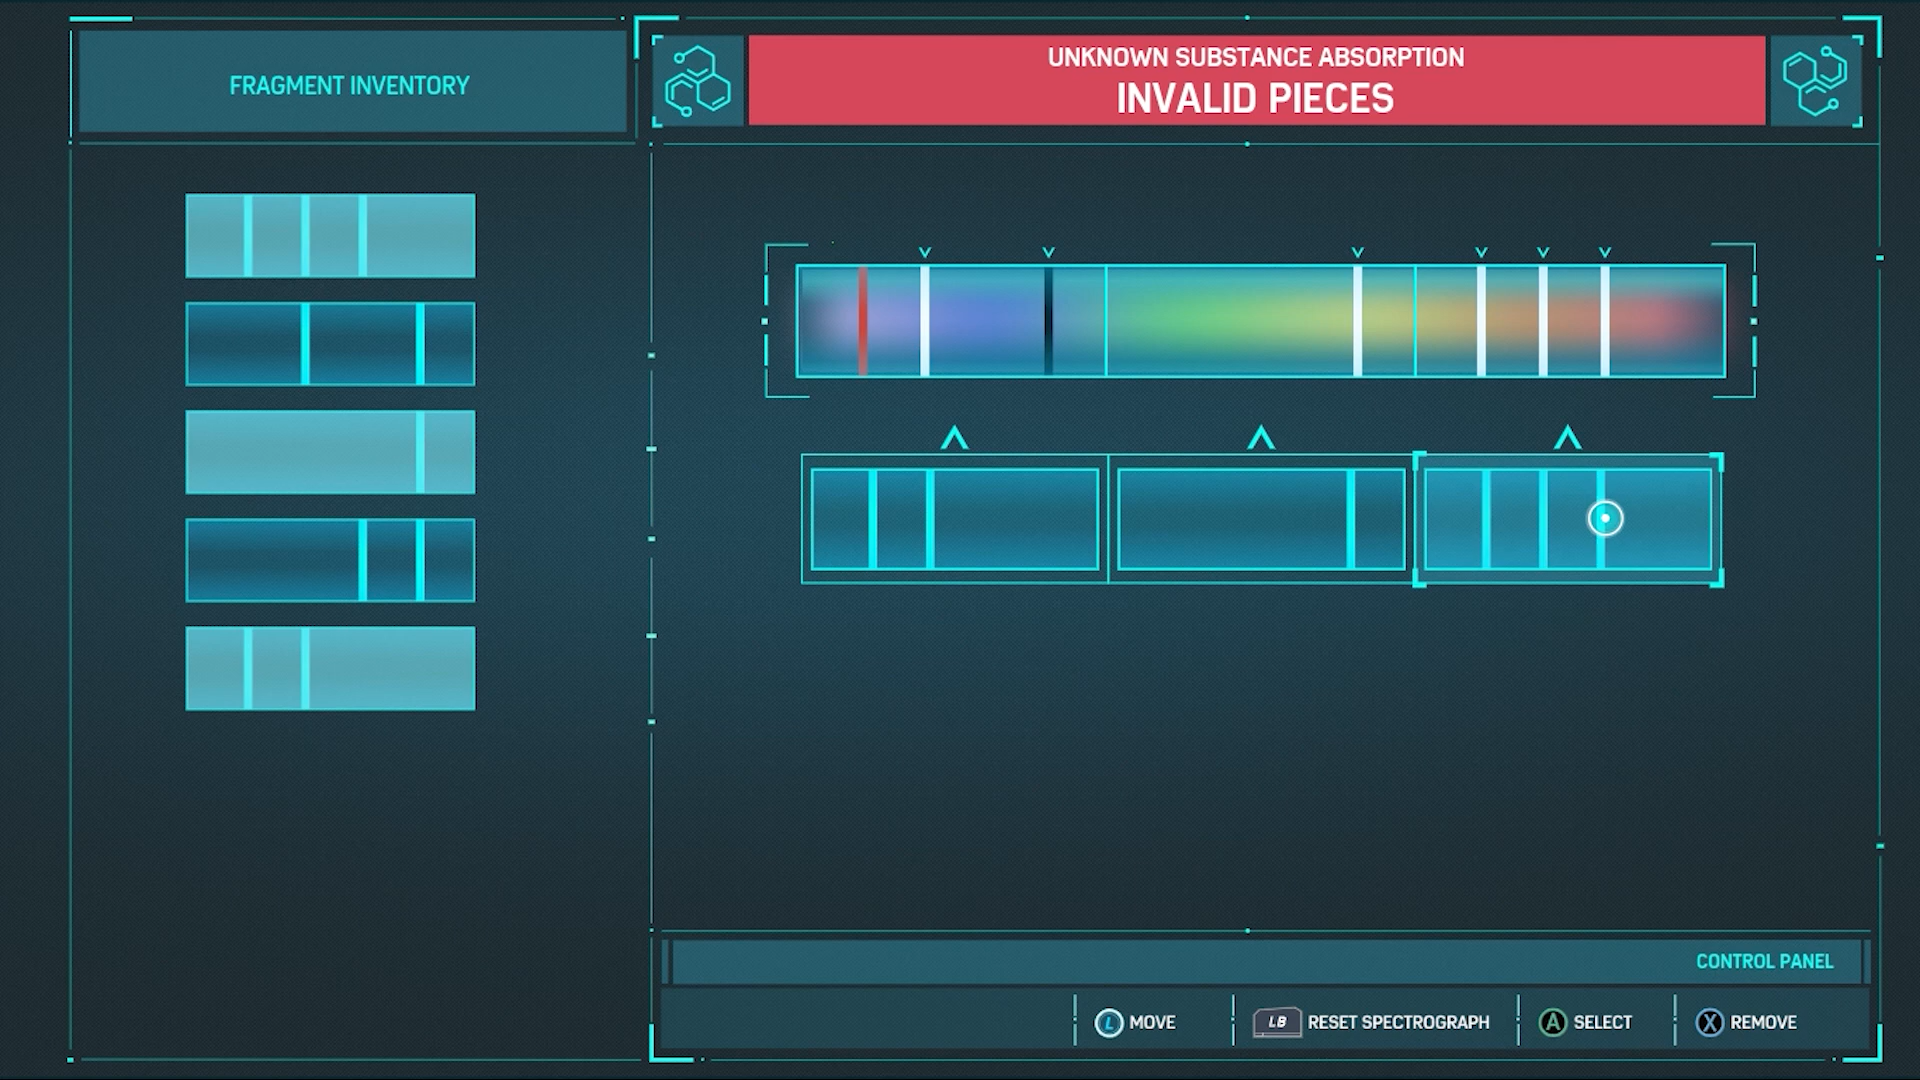 FRAGMENT INVENTORY
UNKNOWN SUBSTANCE ABSORPTION
INVALID PIECES
CONTROL PANEL
L MOVE
LB RESET SPECTROGRAPH
A SELECT
X REMOVE